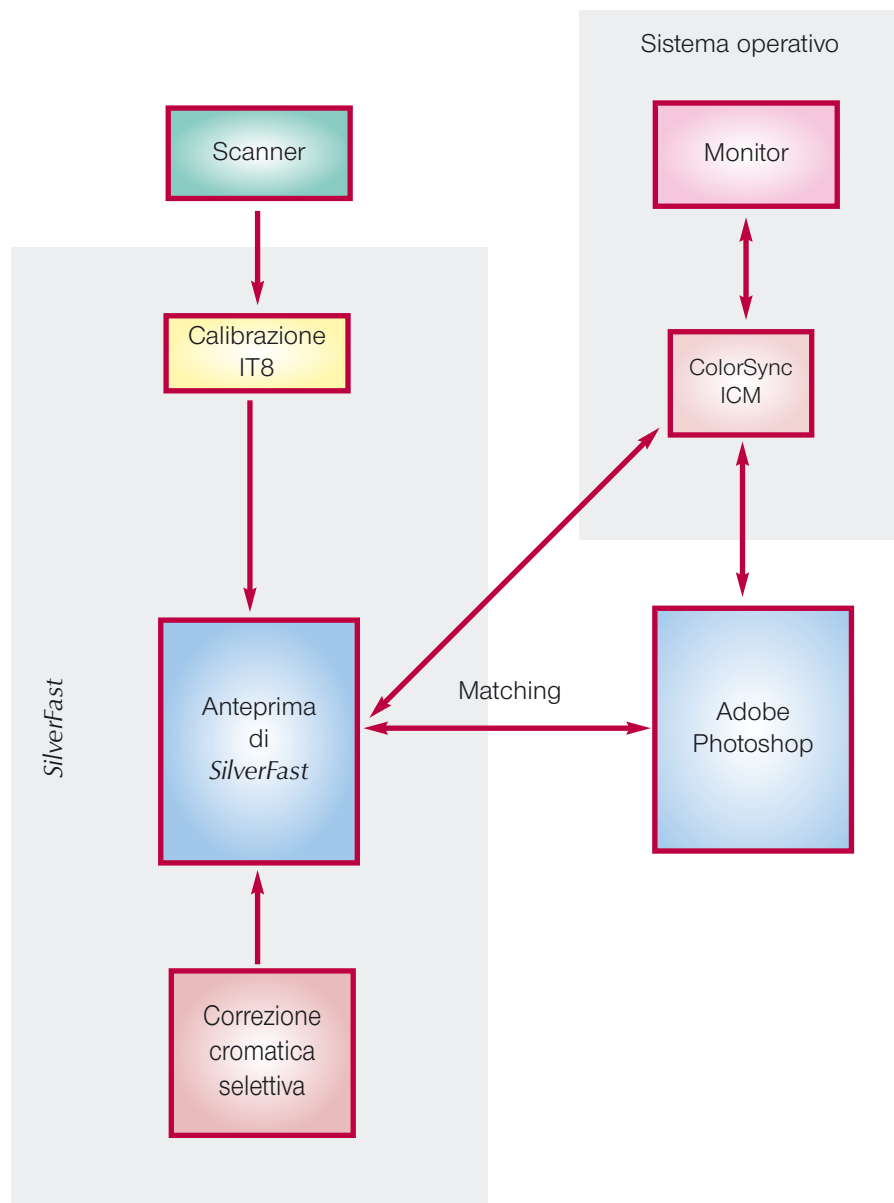 Sistema operativo
Scanner
Monitor
Calibrazione
IT8
ColorSync
ICM
SilverFast
Anteprima
di
SilverFast
Matching
Adobe
Photoshop
Correzione
cromatica
selettiva